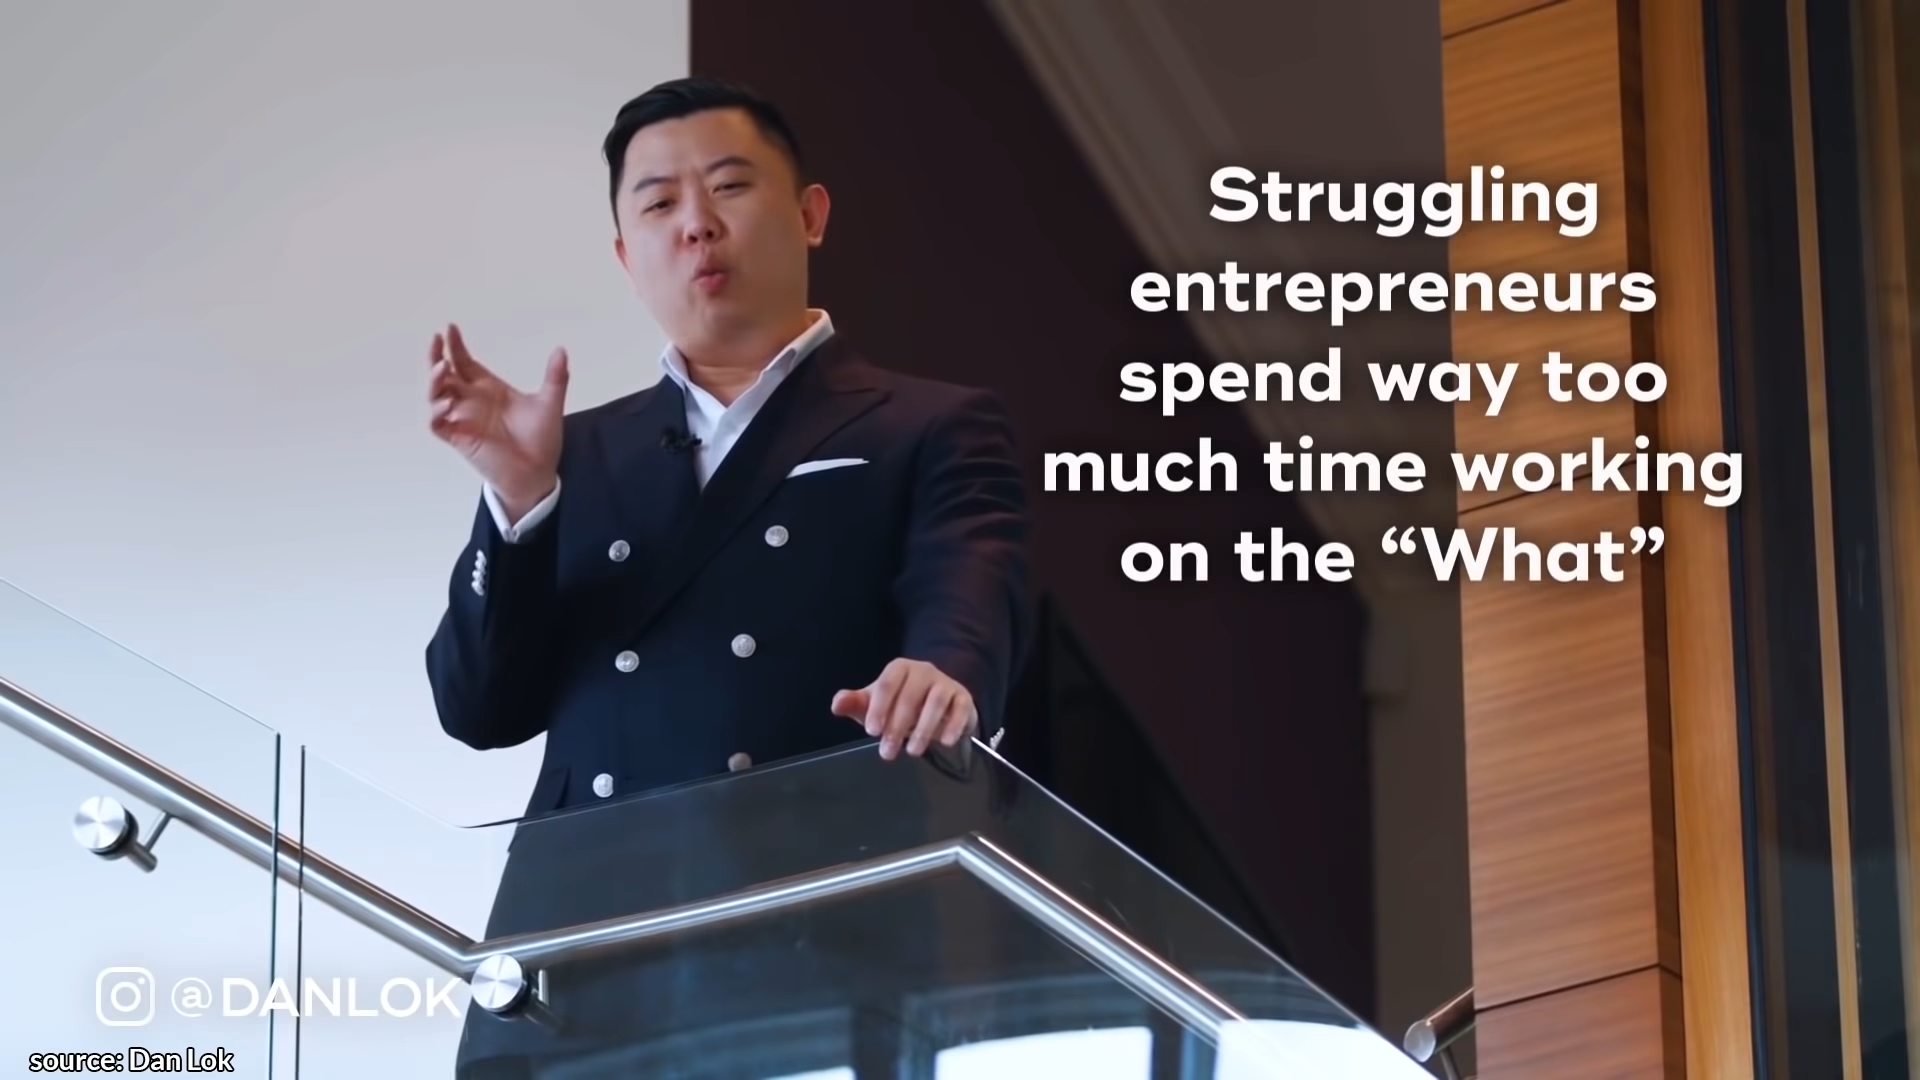 Struggling
entrepreneurs
spend way too
much time working
on the “What”
@DANLOK
source: Dan Lok